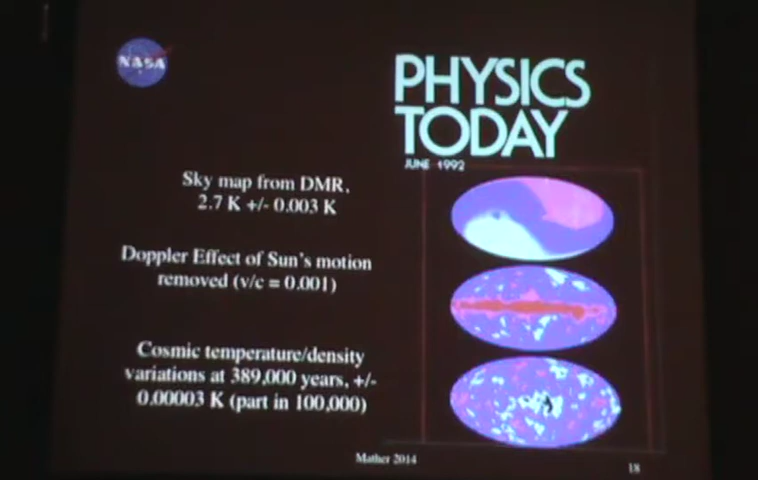 NASA
PHYSICS
TODAY
JUNE 1992
Sky map from DMR,
2.7 K +/- 0.003 K
Doppler Effect of Sun's motion
removed (v/c = 0.001)
Cosmic temperature/density
variations at 389,000 years, +/-
0.00003 K (part in 100,000)
Mather 2014
18